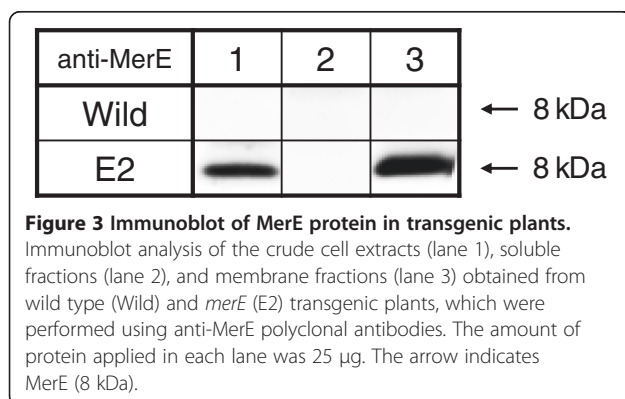 anti-MerE 1 2 3
Wild ← 8 kDa
E2 ← 8 kDa
Figure 3 Immunoblot of MerE protein in transgenic plants.
Immunoblot analysis of the crude cell extracts (lane 1), soluble
fractions (lane 2), and membrane fractions (lane 3) obtained from
wild type (Wild) and merE (E2) transgenic plants, which were
performed using anti-MerE polyclonal antibodies. The amount of
protein applied in each lane was 25 μg. The arrow indicates
MerE (8 kDa).